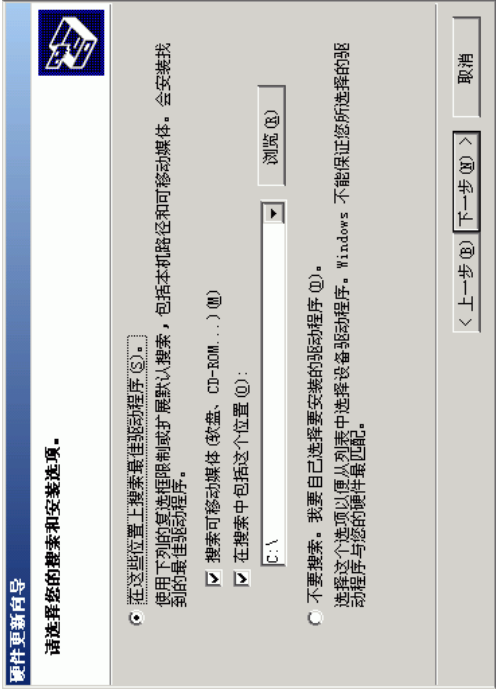 硬件更新向导
请选择您的搜索和安装选项。
在这些位置上搜索最佳驱动程序(S)。
使用下列的复选框限制或扩展默认搜索，包括本机路径和可移动媒体。会安装找
到的最佳驱动程序。
搜索可移动媒体(软盘、CD-ROM...)(M)
在搜索中包括这个位置(O):
C:\
浏览(R)
不要搜索。我要自己选择要安装的驱动程序(D)。
选择这个选项以便从列表中选择设备驱动程序。Windows 不能保证您所选择的驱
动程序与您的硬件最匹配。
< 上一步(B)
下一步(N) >
取消